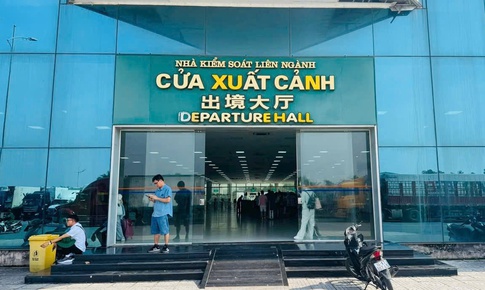 NHÀ KIỂM SOÁT LIÊN NGÀNH
CỬA XUẤT CẢNH
出境大厅
DEPARTURE HALL